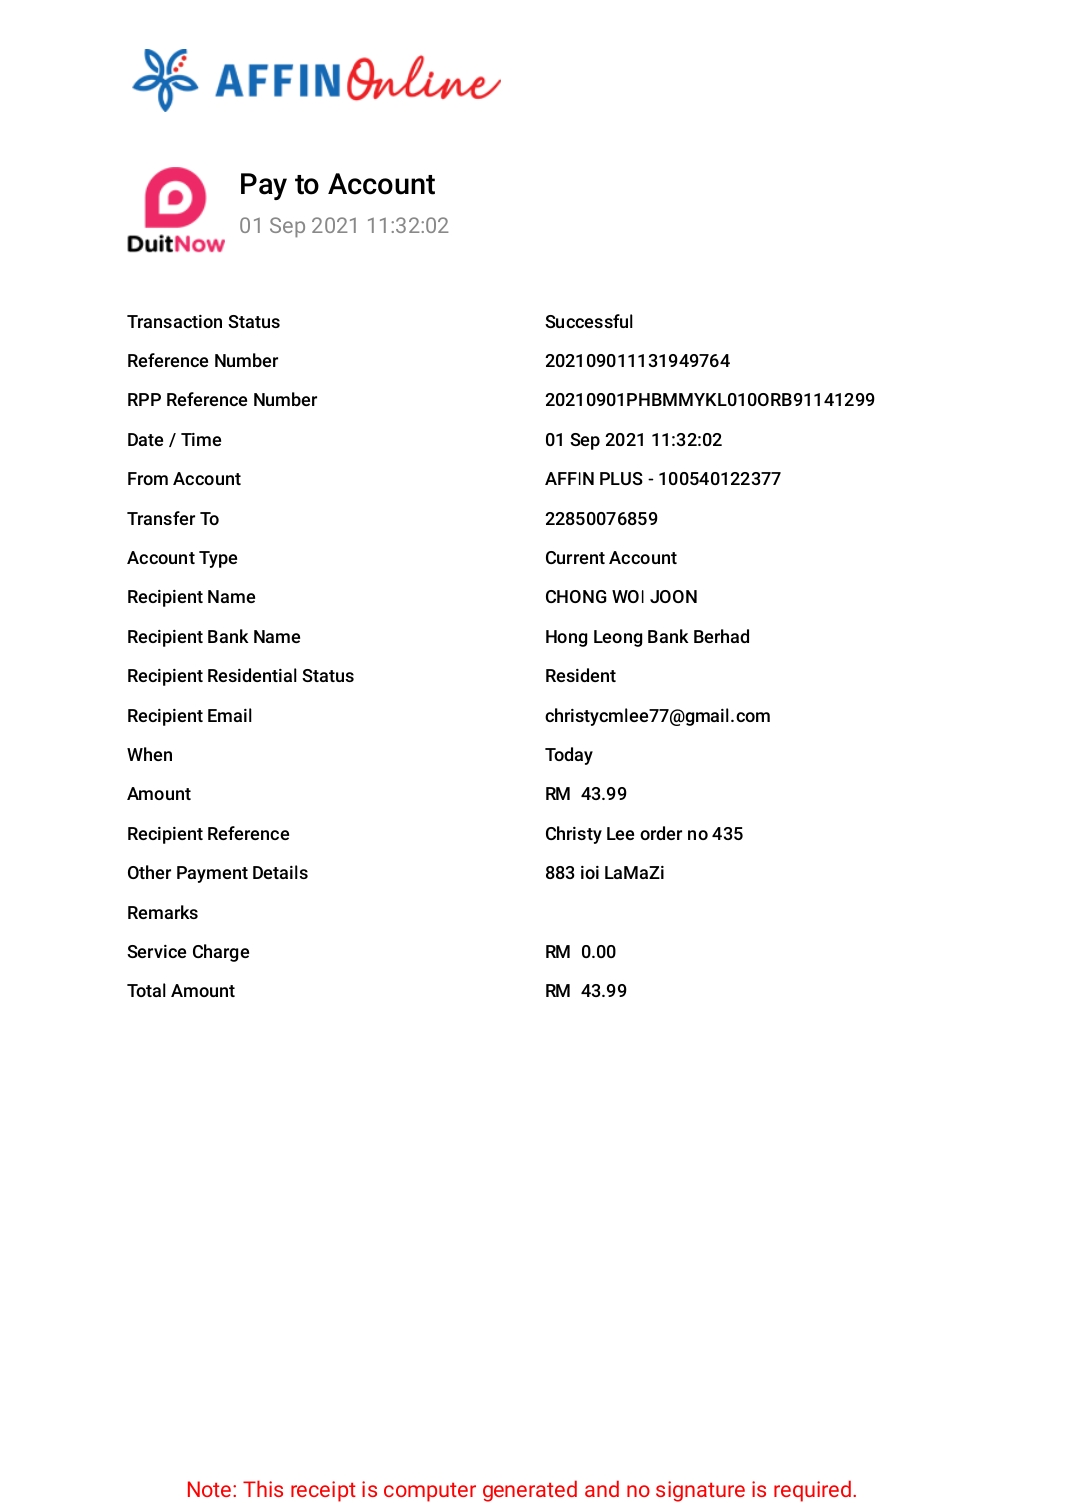 AFFINOnline
Pay to Account
01 Sep 2021 11:32:02
DuitNow
Transaction Status Successful
Reference Number 202109011131949764
RPP Reference Number 20210901PHBMMYKL010ORB91141299
Date / Time 01 Sep 2021 11:32:02
From Account AFFIN PLUS - 100540122377
Transfer To 22850076859
Account Type Current Account
Recipient Name CHONG WOI JOON
Recipient Bank Name Hong Leong Bank Berhad
Recipient Residential Status Resident
Recipient Email christycmlee77@gmail.com
When Today
Amount RM 43.99
Recipient Reference Christy Lee order no 435
Other Payment Details 883 ioi LaMaZi
Remarks
Service Charge RM 0.00
Total Amount RM 43.99
Note: This receipt is computer generated and no signature is required.